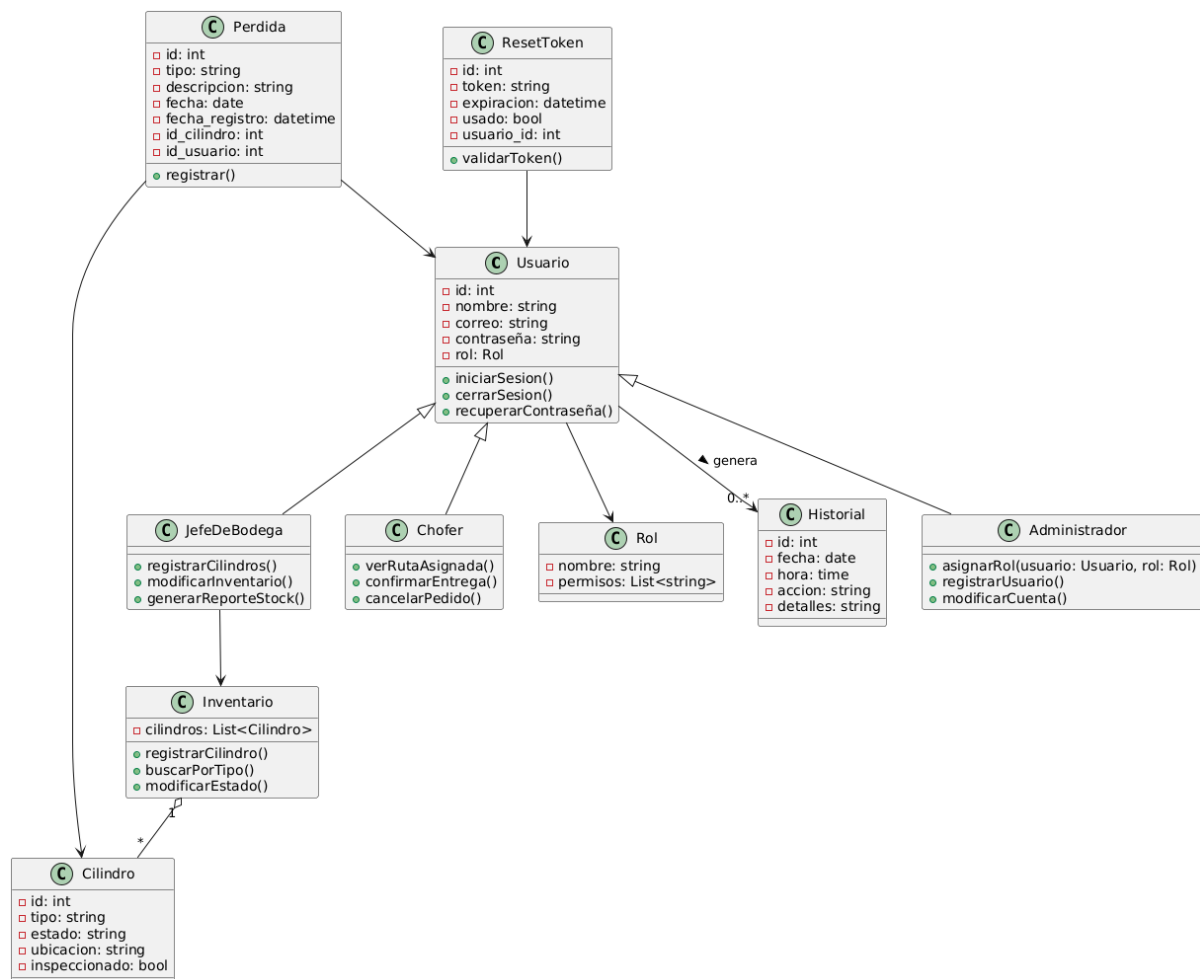 C Perdida
id: int
tipo: string
descripcion: string
fecha: date
fecha_registro: datetime
id_cilindro: int
id_usuario: int
registrar()
C ResetToken
id: int
token: string
expiracion: datetime
usado: bool
usuario_id: int
validarToken()
C Usuario
id: int
nombre: string
correo: string
contraseña: string
rol: Rol
iniciarSesion()
cerrarSesion()
recuperarContraseña()
genera
0..*
C JefeDeBodega
registrarCilindros()
modificarInventario()
generarReporteStock()
C Chofer
verRutaAsignada()
confirmarEntrega()
cancelarPedido()
C Rol
nombre: string
permisos: List<string>
C Historial
id: int
fecha: date
hora: time
accion: string
detalles: string
C Administrador
asignarRol(usuario: Usuario, rol: Rol)
registrarUsuario()
modificarCuenta()
C Inventario
cilindros: List<Cilindro>
registrarCilindro()
buscarPorTipo()
modificarEstado()
1
*
C Cilindro
id: int
tipo: string
estado: string
ubicacion: string
inspeccionado: bool